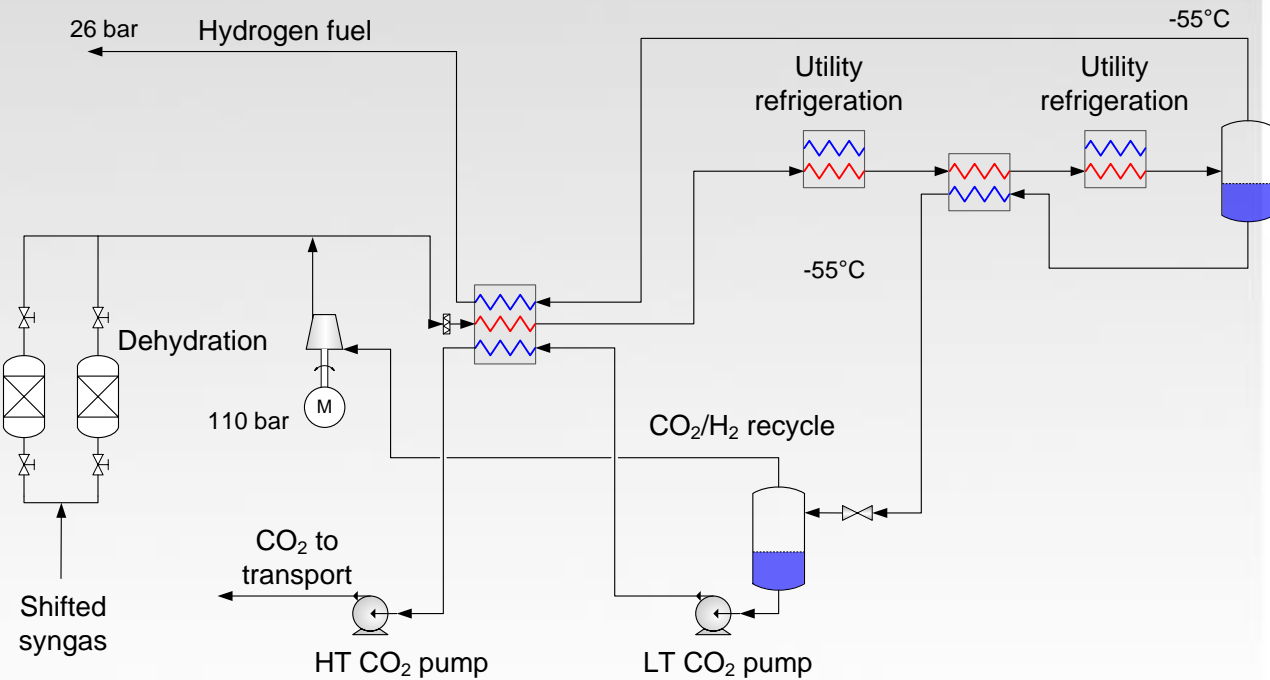 -55°C
26 bar
Hydrogen fuel
Utility
refrigeration
Utility
refrigeration
-55°C
Dehydration
M
110 bar
CO₂/H₂ recycle
CO₂ to
transport
Shifted
syngas
HT CO₂ pump
LT CO₂ pump